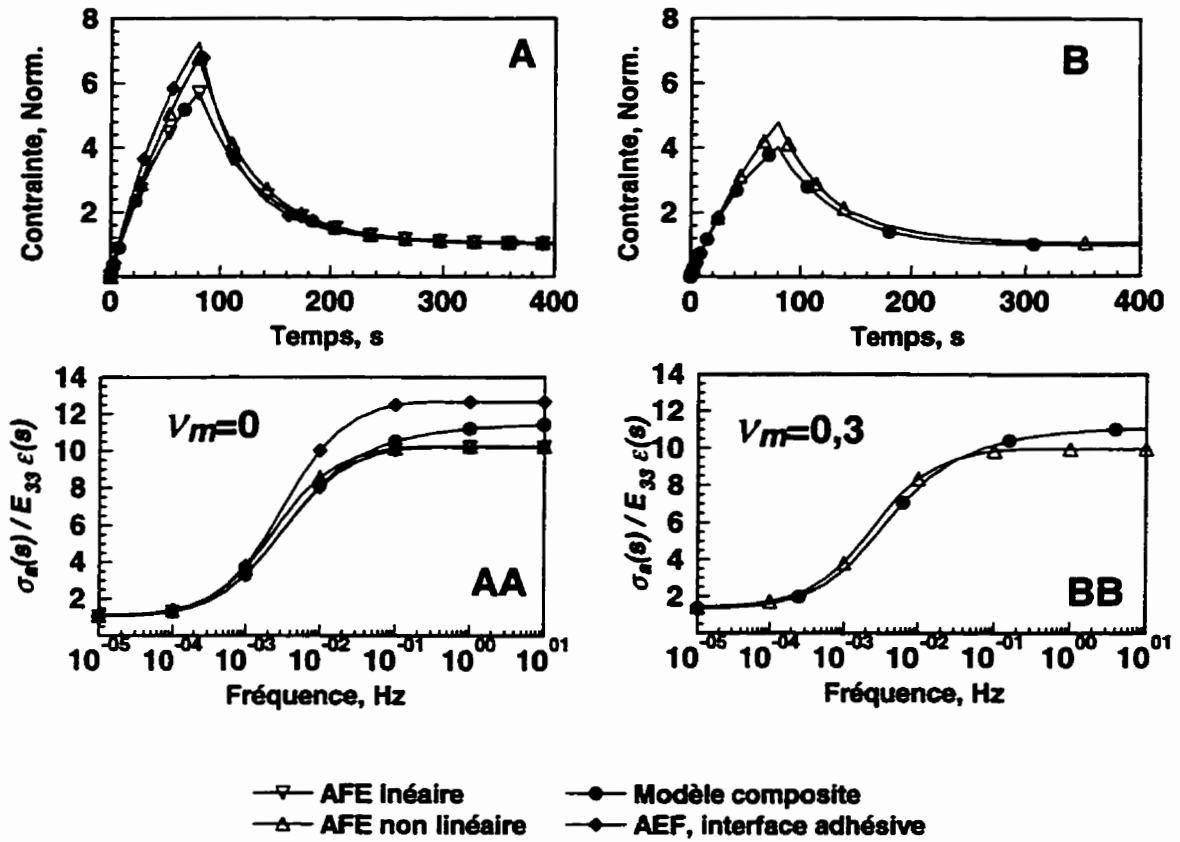 8
6
4
2
0
Contrainte, Norm.
A
0 100 200 300 400
Temps, s
8
6
4
2
Contrainte, Norm.
B
0 100 200 300 400
Temps, s
14
12
10
8
6
4
2
σn(s) / E33 ε(s)
νm=0
AA
10-05 10-04 10-03 10-02 10-01 1000 1001
Fréquence, Hz
14
12
10
8
6
4
2
σn(s) / E33 ε(s)
νm=0,3
BB
10-05 10-04 10-03 10-02 10-01 1000 1001
Fréquence, Hz
AFE inéaire
Modèle composite
AFE non linéaire
AEF, interface adhésive